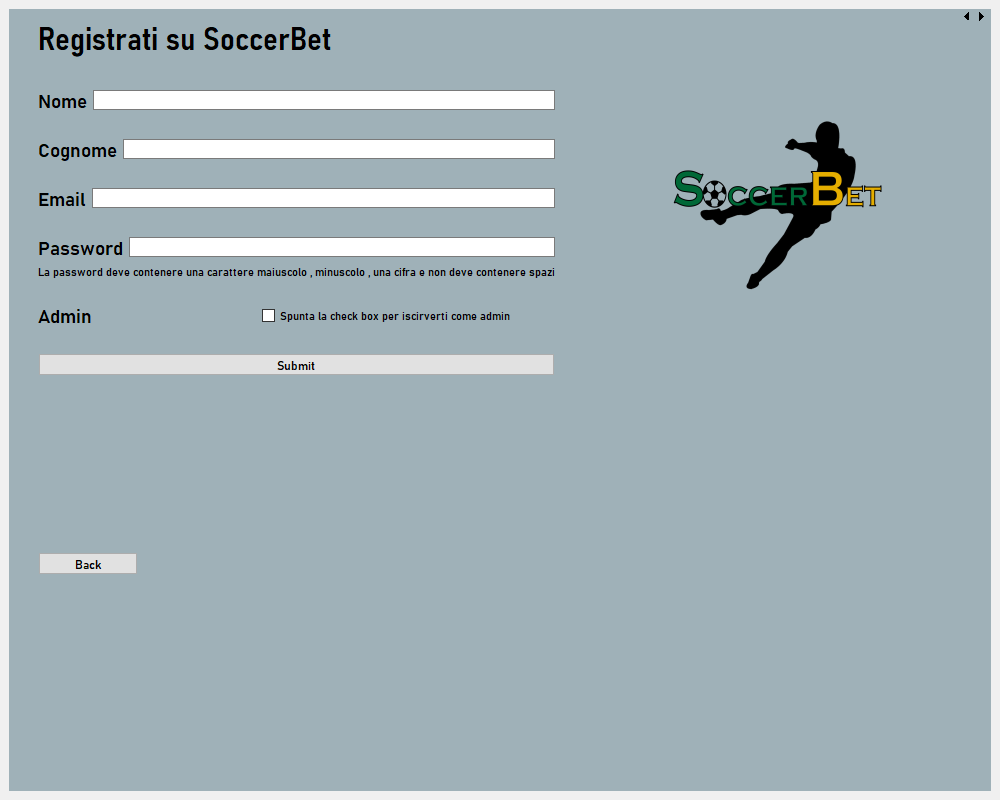 Registrati su SoccerBet
Nome
Cognome
Email
Password
La password deve contenere una carattere maiuscolo , minuscolo , una cifra e non deve contenere spazi
Admin
Spunta la check box per iscirverti come admin
Submit
Back
SoccerBet